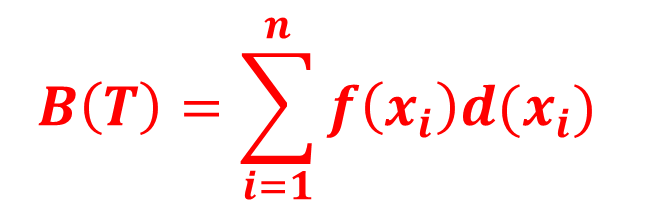 B(T) = ∑_{i=1}^{n} f(x_i)d(x_i)